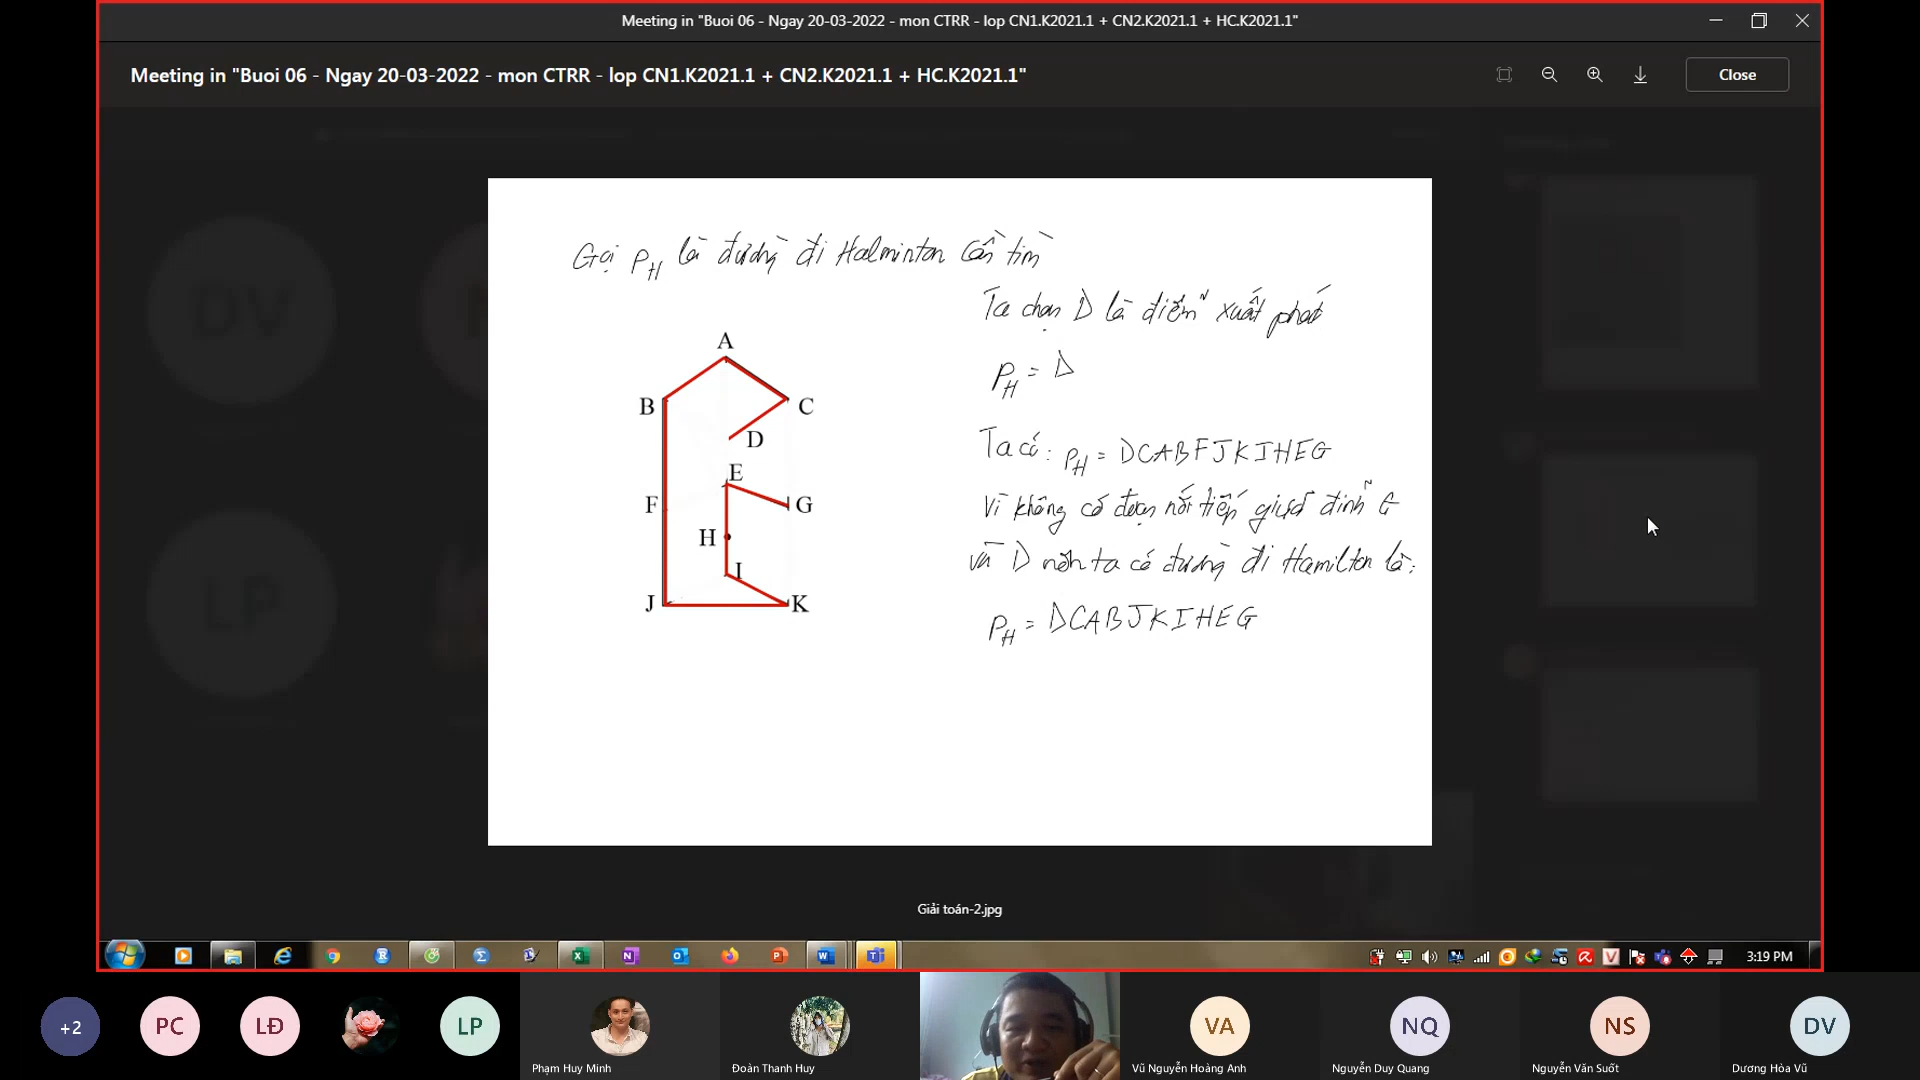 Meeting in "Buoi 06 - Ngay 20-03-2022 - mon CTRR - lop CN1.K2021.1 + CN2.K2021.1 + HC.K2021.1"
Meeting in "Buoi 06 - Ngay 20-03-2022 - mon CTRR - lop CN1.K2021.1 + CN2.K2021.1 + HC.K2021.1"
Close
Gọi PH là đường đi Halminton cần tìm
Ta chọn D là điểm xuất phát
PH = D
Ta có: PH = DCABFJKIHEG
Vì không có đoạn nối tiếp giữa đỉnh G
và D nên ta có đường đi Hamilton là:
PH = DCABJKIHEG
A
B
C
D
E
F
G
H
I
J
K
Giải toán-2.jpg
3:19 PM
+2
PC
LĐ
LP
Phạm Huy Minh
Đoàn Thanh Huy
VA
Vũ Nguyễn Hoàng Anh
NQ
Nguyễn Duy Quang
NS
Nguyễn Văn Suốt
DV
Dương Hòa Vũ